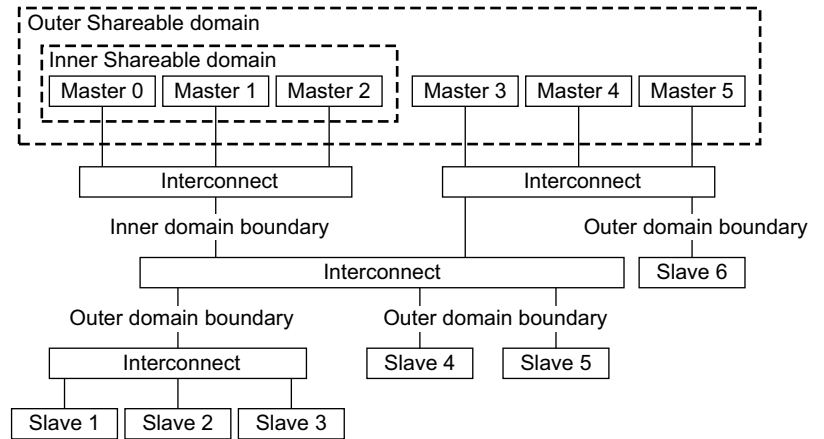 Outer Shareable domain
Inner Shareable domain
Master 0
Master 1
Master 2
Master 3
Master 4
Master 5
Interconnect
Interconnect
Inner domain boundary
Outer domain boundary
Interconnect
Slave 6
Outer domain boundary
Outer domain boundary
Interconnect
Slave 4
Slave 5
Slave 1
Slave 2
Slave 3